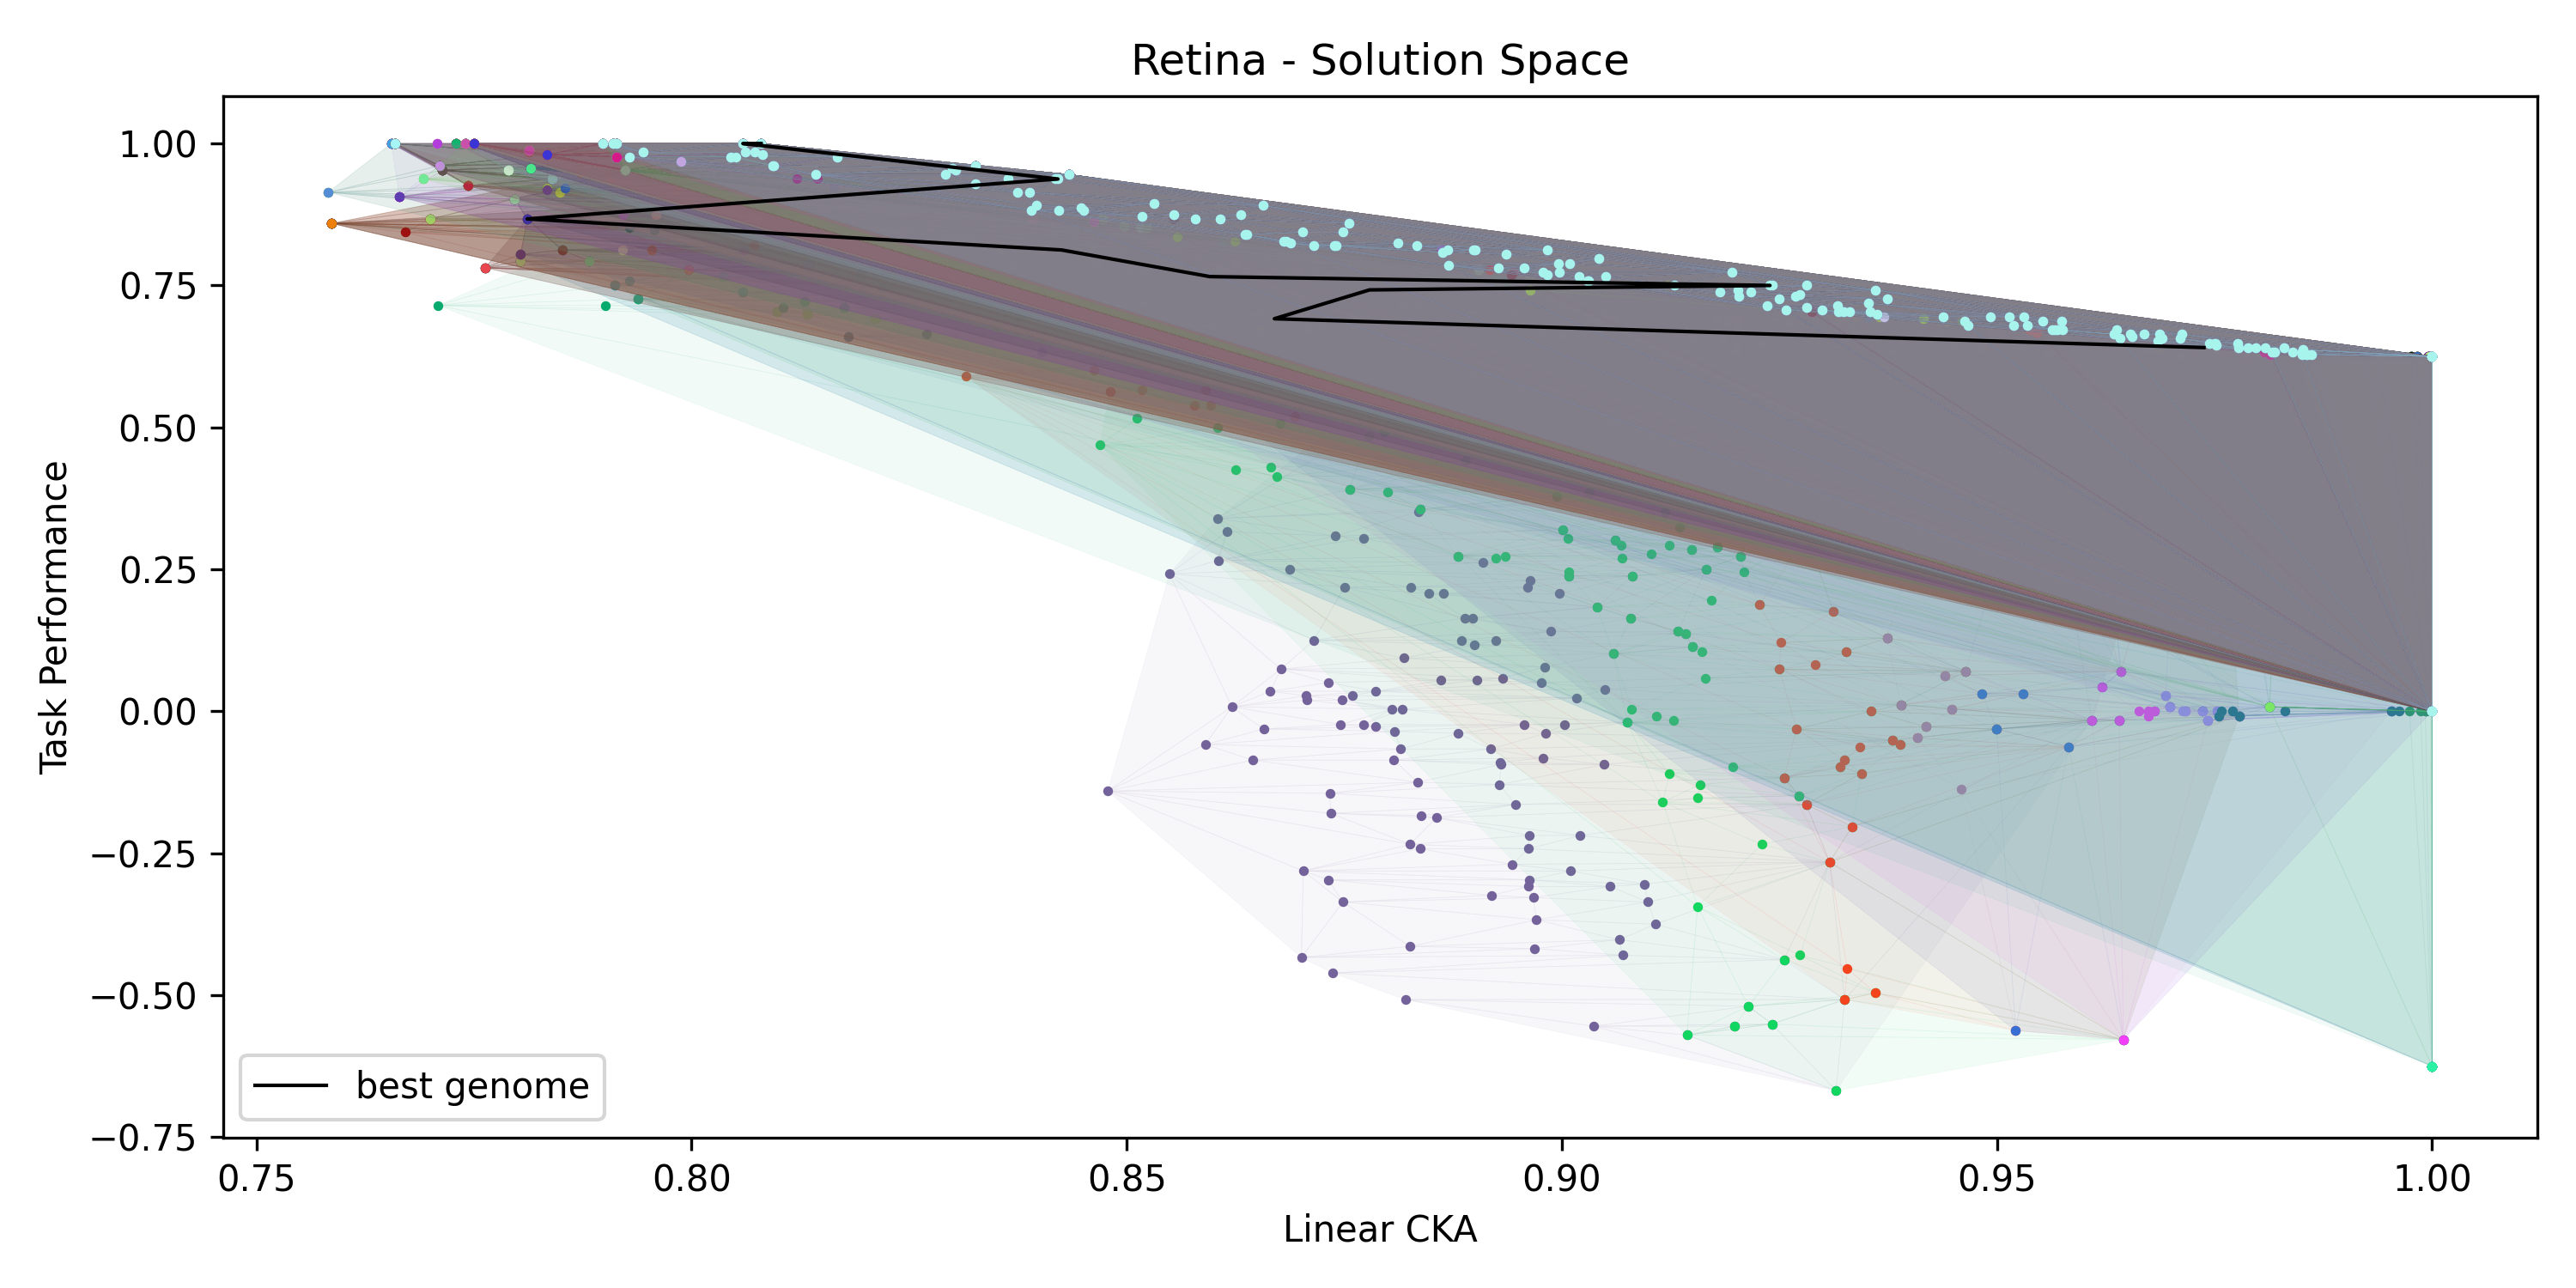 Retina - Solution Space
Task Performance
1.00
0.75
0.50
0.25
0.00
−0.25
−0.50
−0.75
best genome
0.75 0.80 0.85 0.90 0.95 1.00
Linear CKA